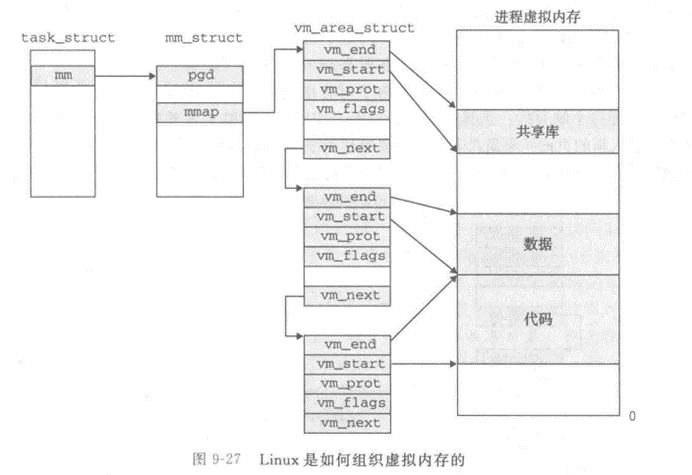 task_struct
mm
mm_struct
pgd
mmap
vm_area_struct
vm_end
vm_start
vm_prot
vm_flags
vm_next
vm_end
vm_start
vm_prot
vm_flags
vm_next
vm_end
vm_start
vm_prot
vm_flags
vm_next
进程虚拟内存
共享库
数据
代码
0
图 9-27 Linux 是如何组织虚拟内存的